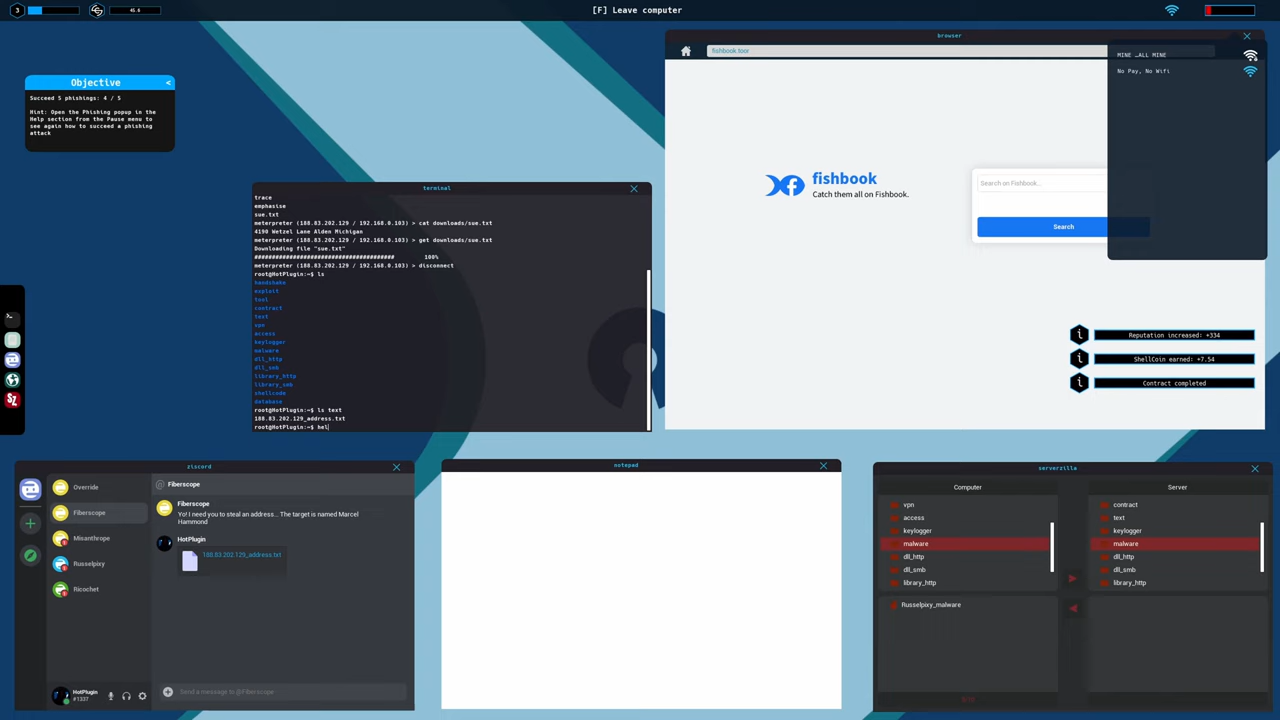 3
45.6
[F] Leave computer
Objective
<
Succeed 5 phishings: 4 / 5
Hint: Open the Phishing popup in the
Help section from the Pause menu to
see again how to succeed a phishing
attack
browser
fishbook.toor
MINE _ALL MINE
No Pay, No Wifi
fishbook
Catch them all on Fishbook.
Search on Fishbook...
Search
Reputation increased: +334
ShellCoin earned: +7.54
Contract completed
terminal
trace
emphasise
sue.txt
meterpreter (188.83.202.129 / 192.168.0.103) > cat downloads/sue.txt
4190 Wetzel Lane Alden Michigan
meterpreter (188.83.202.129 / 192.168.0.103) > get downloads/sue.txt
Downloading file "sue.txt"
###################################### 100%
meterpreter (188.83.202.129 / 192.168.0.103) > disconnect
root@HotPlugin:~$ ls
handshake
exploit
tool
contract
text
vpn
access
keylogger
malware
dll_http
dll_smb
library_http
library_smb
shellcode
database
root@HotPlugin:~$ ls text
188.83.202.129_address.txt
root@HotPlugin:~$ hel
ziscord
Override
Fiberscope
Misanthrope
Russelpixy
Ricochet
HotPlugin
#1337
@ Fiberscope
Fiberscope
Yo! I need you to steal an address... The target is named Marcel
Hammond
HotPlugin
188.83.202.129_address.txt
Send a message to @Fiberscope
notepad
serverzilla
Computer
vpn
access
keylogger
malware
dll_http
dll_smb
library_http
Russelpixy_malware
Server
contract
text
keylogger
malware
dll_http
dll_smb
library_http